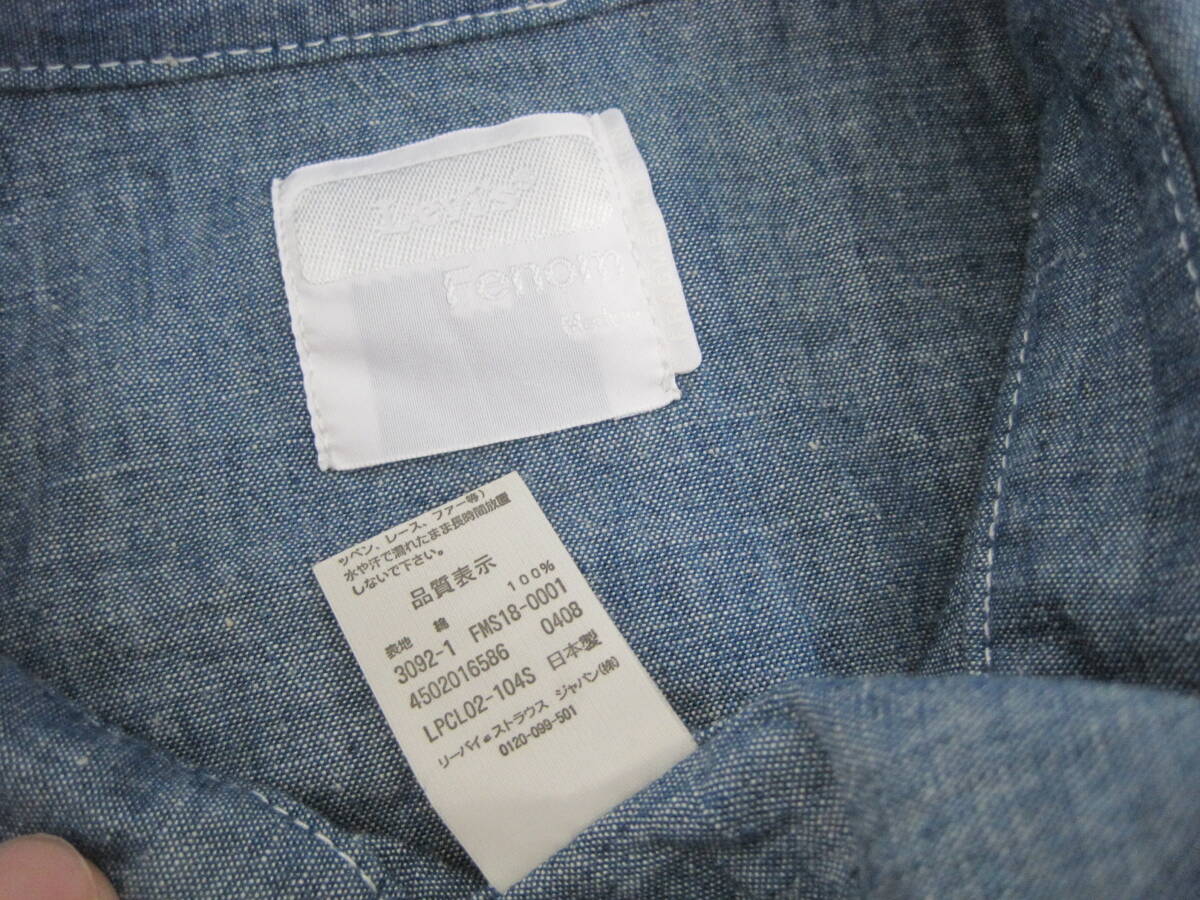 Levi's®
Fenom
ッペン、レース、ファー等)
水や汗で濡れたまま長時間放置
しないで下さい。
品質表示
表地 綿 100%
3092-1 FMS18-0001
4502016586 0408
LPCL02-104S 日本製
リーバイ・ストラウス ジャパン(株)
0120-099-501